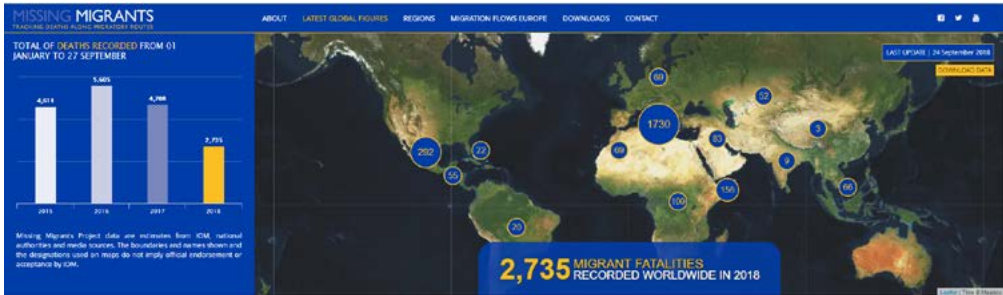 MISSING MIGRANTS
TRACKING DEATHS ALONG MIGRATORY ROUTES
ABOUT
LATEST GLOBAL FIGURES
REGIONS
MIGRATION FLOWS EUROPE
DOWNLOADS
CONTACT
TOTAL OF DEATHS RECORDED FROM 01
JANUARY TO 27 SEPTEMBER
5,605
2,735
2015
2016
2017
2018
Missing Migrants Project data are estimates from IOM, national
authorities and media sources. The boundaries and names shown and
the designations used on maps do not imply official endorsement or
acceptance by IOM.
LAST UPDATE | 24 September 2018
DOWNLOAD DATA
69
52
1730
83
3
282
22
69
9
55
156
66
100
20
2,735 MIGRANT FATALITIES
RECORDED WORLDWIDE IN 2018